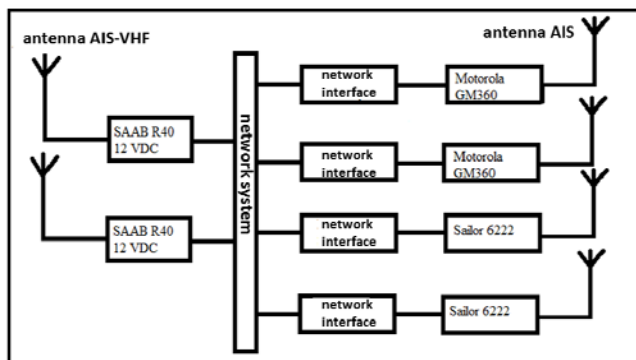 antenna AIS-VHF
antenna AIS
SAAB R40
12 VDC
SAAB R40
12 VDC
network system
network
interface
Motorola
GM360
network
interface
Motorola
GM360
network
interface
Sailor 6222
network
interface
Sailor 6222